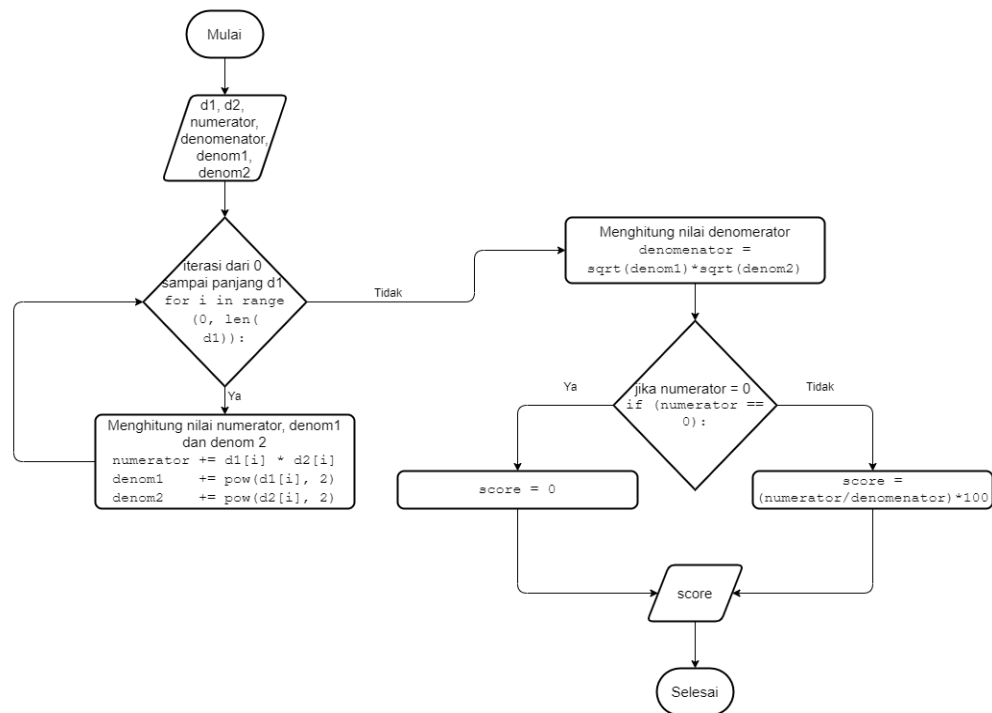 Mulai
d1, d2,
numerator,
denomenator,
denom1,
denom2
iterasi dari 0
sampai panjang d1
for i in range
(0, len(
d1)):
Ya
Menghitung nilai numerator, denom1
dan denom 2
numerator += d1[i] * d2[i]
denom1 += pow(d1[i], 2)
denom2 += pow(d2[i], 2)
Tidak
Menghitung nilai denomerator
denomenator =
sqrt(denom1)*sqrt(denom2)
jika numerator = 0
if (numerator ==
0):
Ya
Tidak
score = 0
score =
(numerator/denomenator)*100
score
Selesai